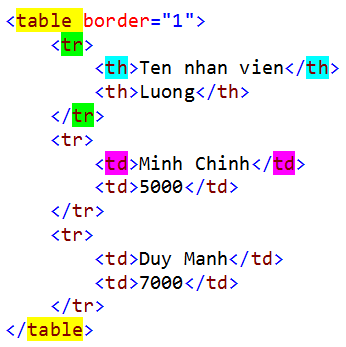 <table border="1">
    <tr>
        <th>Ten nhan vien</th>
        <th>Luong</th>
    </tr>
    <tr>
        <td>Minh Chinh</td>
        <td>5000</td>
    </tr>
    <tr>
        <td>Duy Manh</td>
        <td>7000</td>
    </tr>
</table>